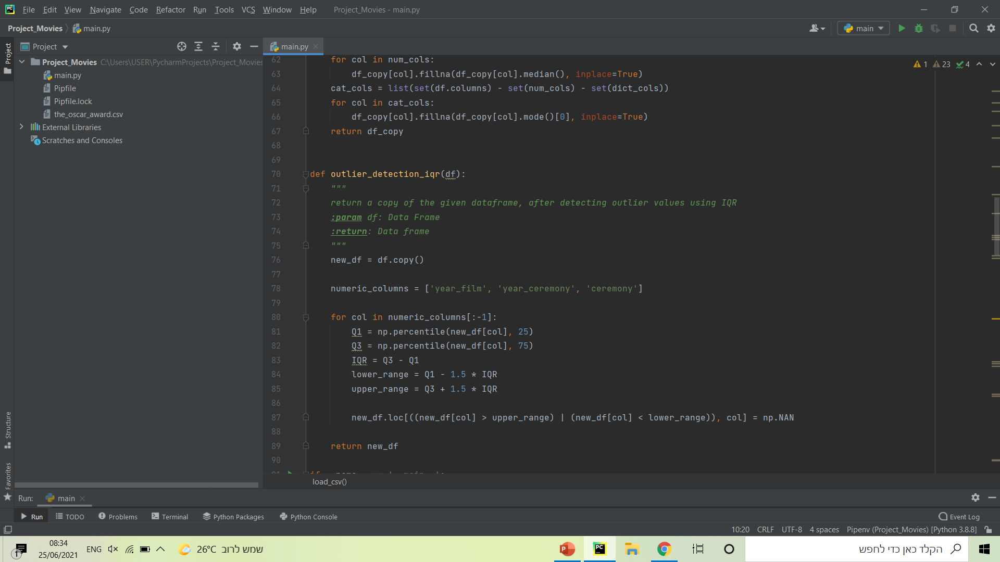 File Edit View Navigate Code Refactor Run Tools VCS Window Help Project_Movies - main.py
Project_Movies main.py
main
Project
main.py
Project
Project_Movies C:\Users\USER\PycharmProjects\Project_Movies
main.py
Pipfile
Pipfile.lock
the_oscar_award.csv
External Libraries
Scratches and Consoles
1 23 4
62 for col in num_cols:
63 df_copy[col].fillna(df_copy[col].median(), inplace=True)
64 cat_cols = list(set(df.columns) - set(num_cols) - set(dict_cols))
65 for col in cat_cols:
66 df_copy[col].fillna(df_copy[col].mode()[0], inplace=True)
67 return df_copy
68
69
70 def outlier_detection_iqr(df):
71 """
72 return a copy of the given dataframe, after detecting outlier values using IQR
73 :param df: Data Frame
74 :return: Data frame
75 """
76 new_df = df.copy()
77
78 numeric_columns = ['year_film', 'year_ceremony', 'ceremony']
79
80 for col in numeric_columns[:-1]:
81 Q1 = np.percentile(new_df[col], 25)
82 Q3 = np.percentile(new_df[col], 75)
83 IQR = Q3 - Q1
84 lower_range = Q1 - 1.5 * IQR
85 upper_range = Q3 + 1.5 * IQR
86
87 new_df.loc[((new_df[col] > upper_range) | (new_df[col] < lower_range)), col] = np.NAN
88
89 return new_df
90
load_csv()
Structure
Favorites
Run: main
Run TODO Problems Terminal Python Packages Python Console Event Log
10:20 CRLF UTF-8 4 spaces Pipenv (Project_Movies) [Python 3.8.8]
1
08:34
25/06/2021
ENG
26°C שמש לרוב
הקלד כאן כדי לחפש